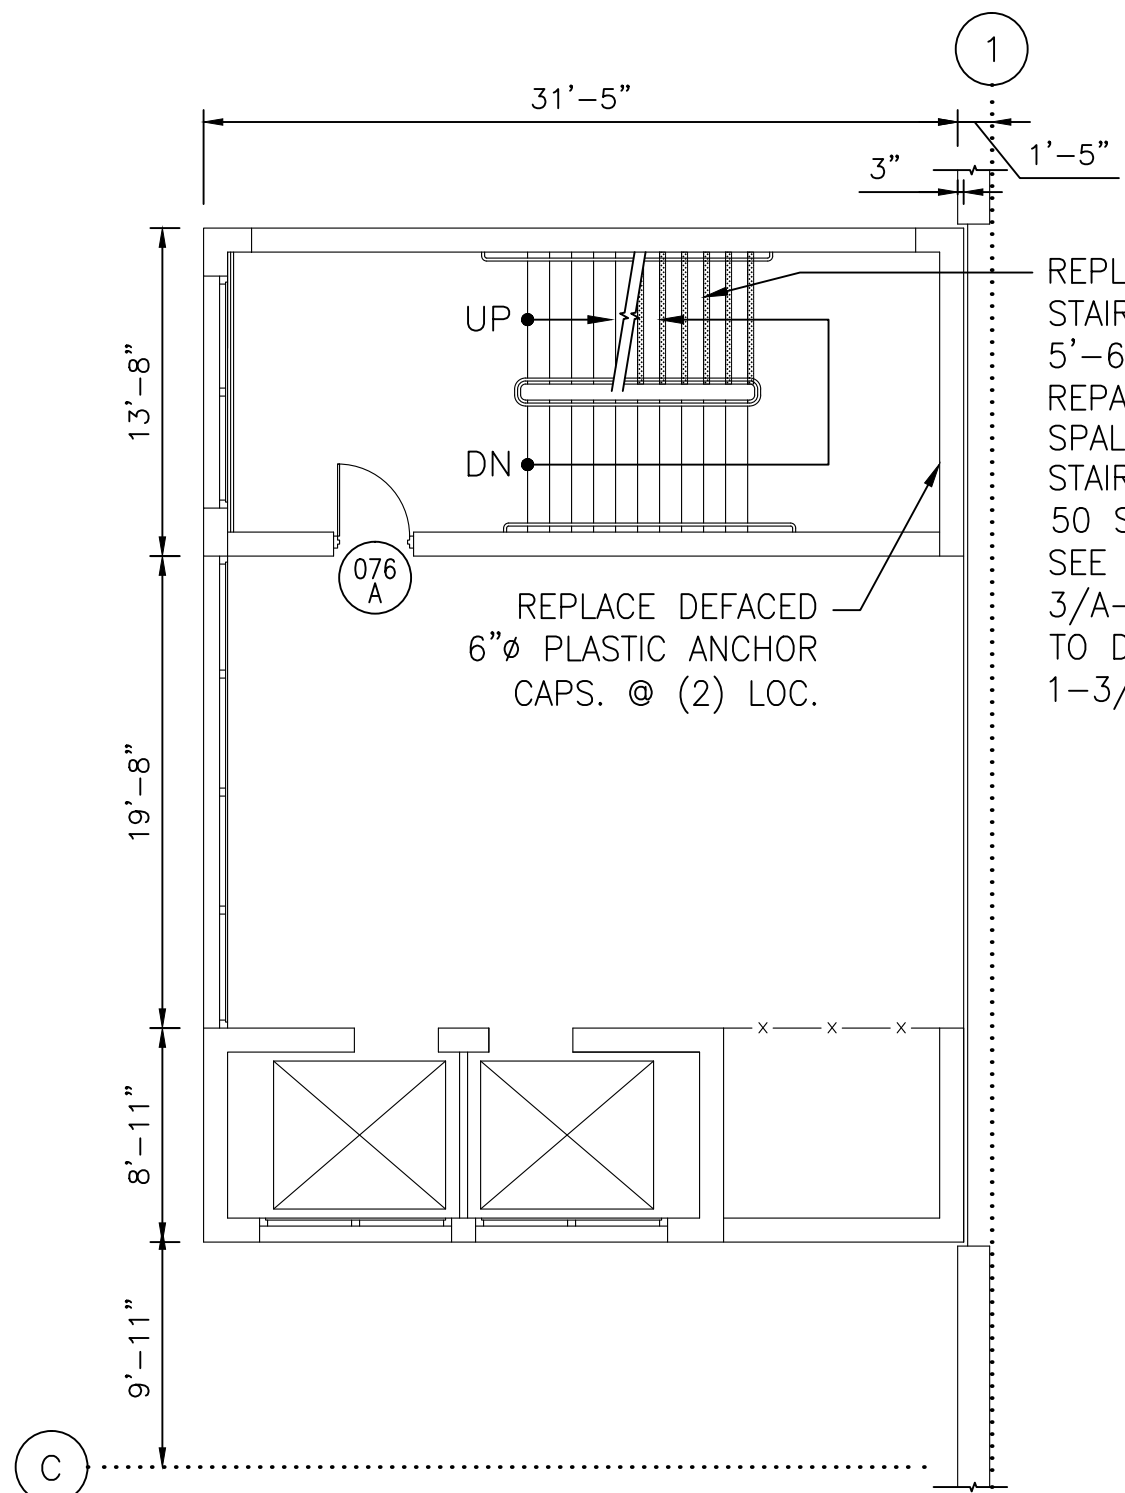 1
31'-5"
1'-5"
3"
REPL
STAIR
5'-6
REPA
SPAL
STAIR
50 S
SEE
3/A-
TO D
1-3/
UP
DN
13'-8"
076
A
REPLACE DEFACED
6"ø PLASTIC ANCHOR
CAPS. @ (2) LOC.
19'-8"
8'-11"
9'-11"
C